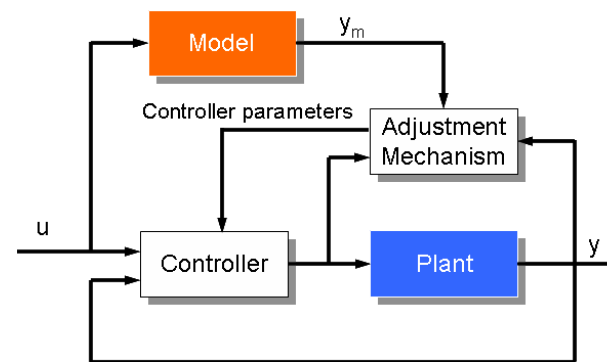 Model
yₘ
Controller parameters
Adjustment
Mechanism
u
Controller
Plant
y